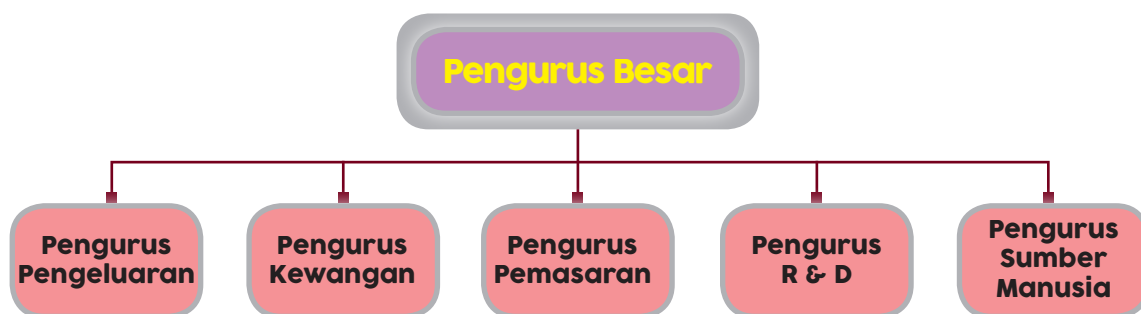 Pengurus Besar
Pengurus
Pengeluaran
Pengurus
Kewangan
Pengurus
Pemasaran
Pengurus
R & D
Pengurus
Sumber
Manusia